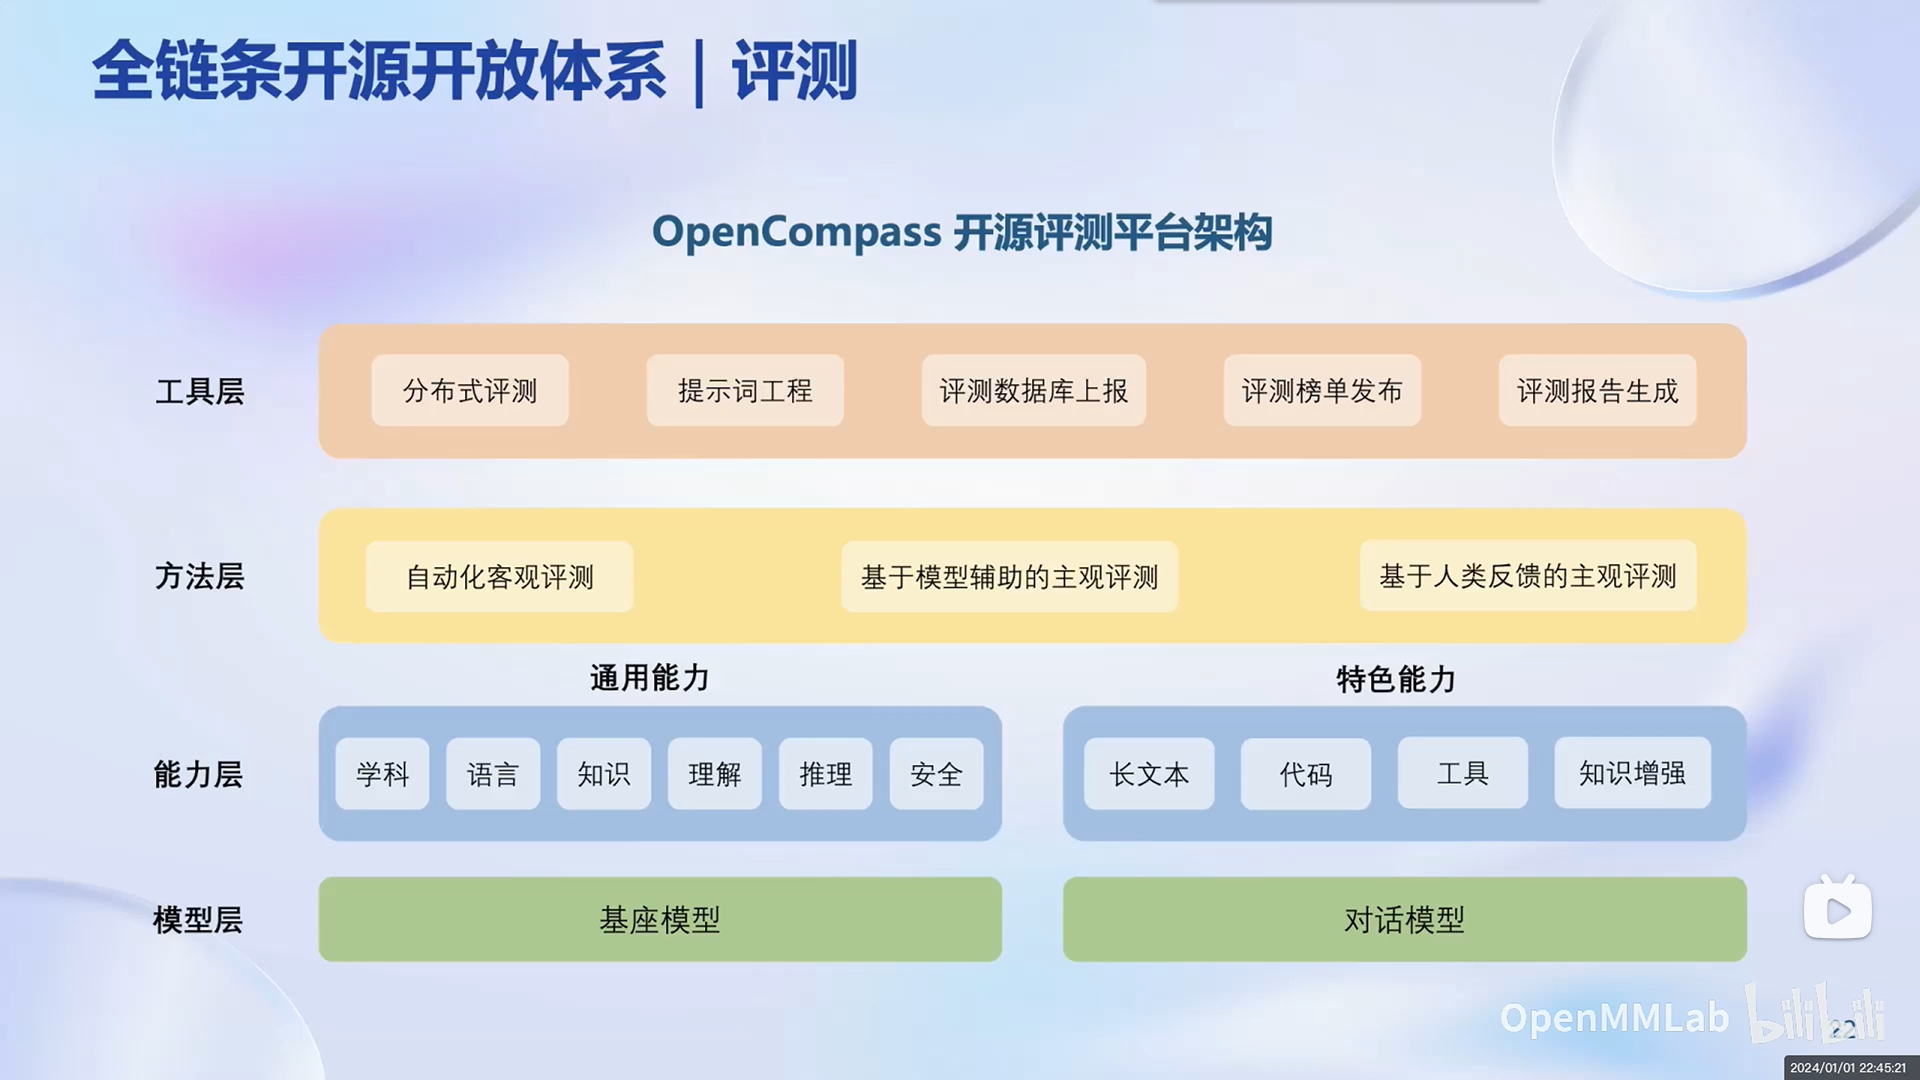 全链条开源开放体系｜评测
OpenCompass 开源评测平台架构
工具层
分布式评测
提示词工程
评测数据库上报
评测榜单发布
评测报告生成
方法层
自动化客观评测
基于模型辅助的主观评测
基于人类反馈的主观评测
通用能力
特色能力
能力层
学科
语言
知识
理解
推理
安全
长文本
代码
工具
知识增强
模型层
基座模型
对话模型
OpenMMLab bilibili
22
2024/01/01 22:45:21